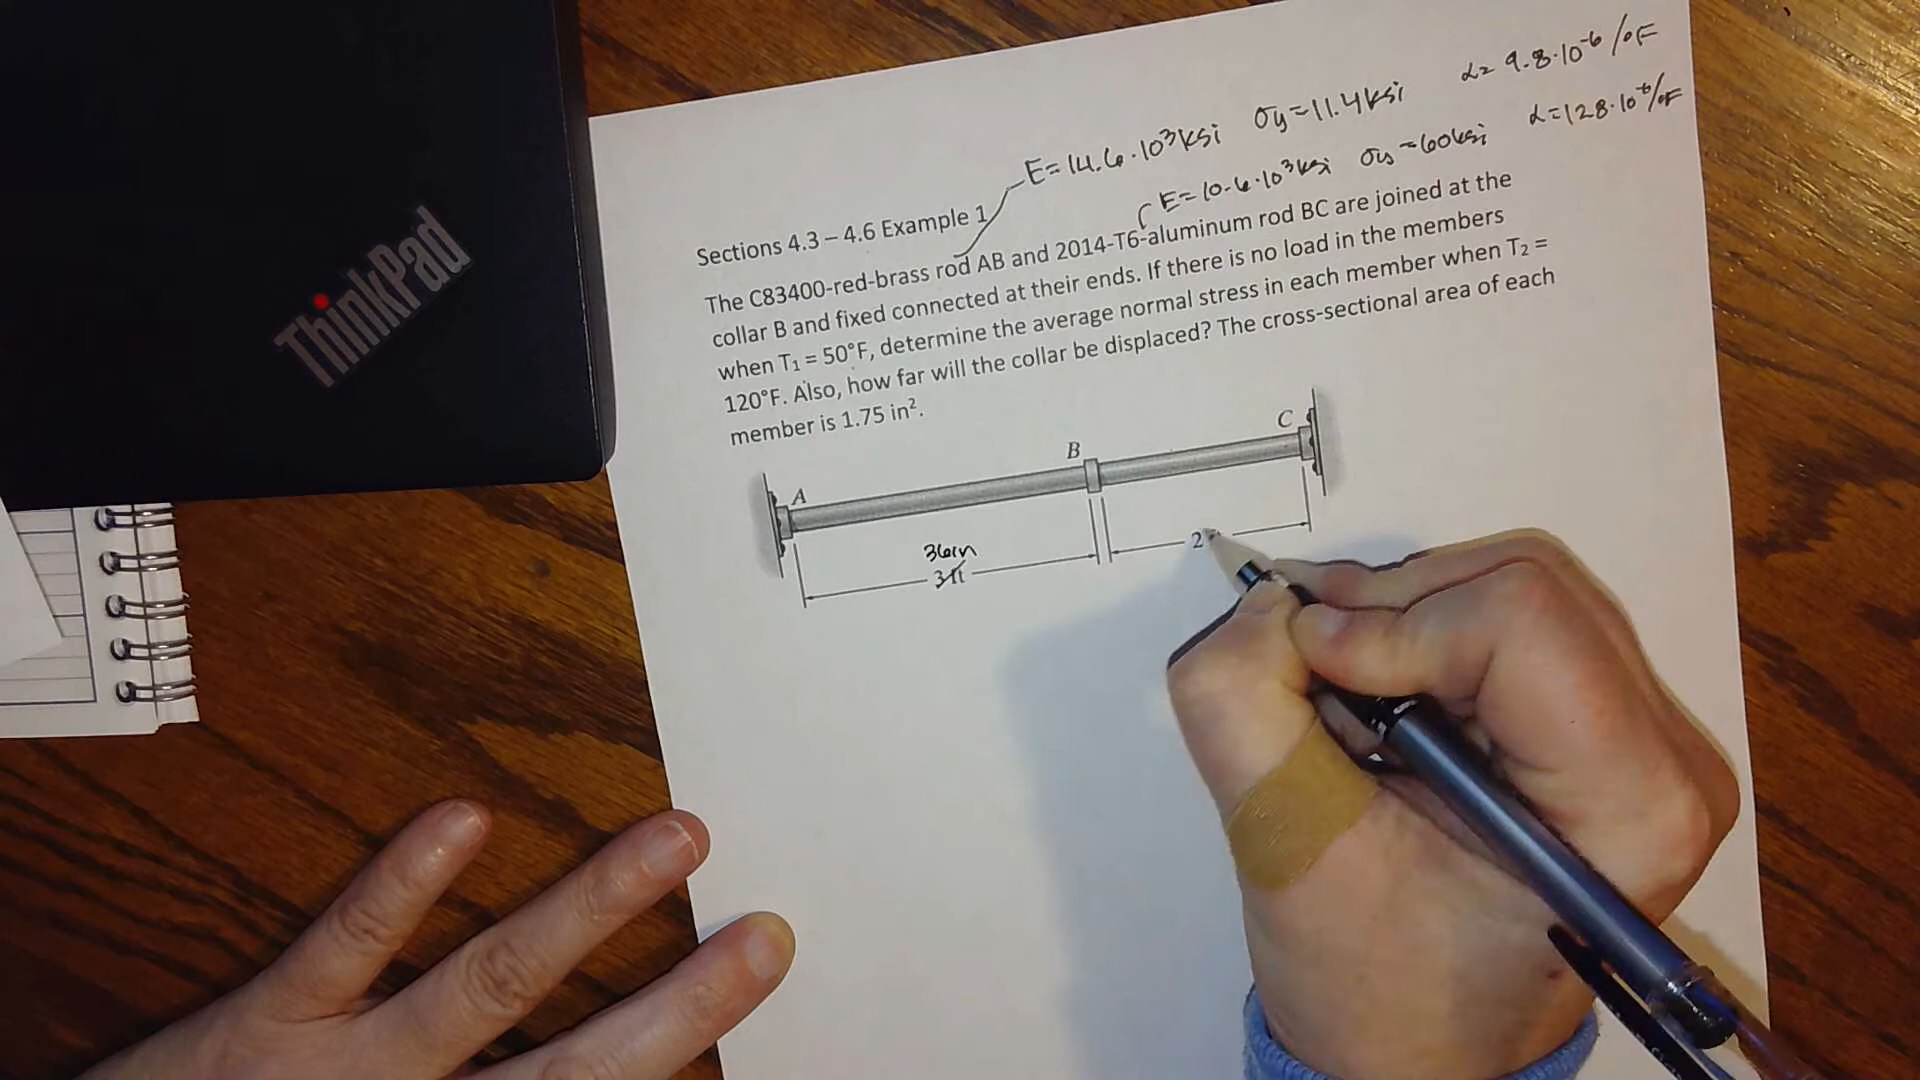 ThinkPad
α= 9.8·10⁻⁶/°F
E=14.6·10³ksi σy=11.4ksi
α=12.8·10⁻⁶/°F
E=10.6·10³ksi σy=60ksi
Sections 4.3 – 4.6 Example 1
The C83400-red-brass rod AB and 2014-T6-aluminum rod BC are joined at the
collar B and fixed connected at their ends. If there is no load in the members
when T₁ = 50°F, determine the average normal stress in each member when T₂ =
120°F. Also, how far will the collar be displaced? The cross-sectional area of each
member is 1.75 in².
A
B
C
36in
3ft
2